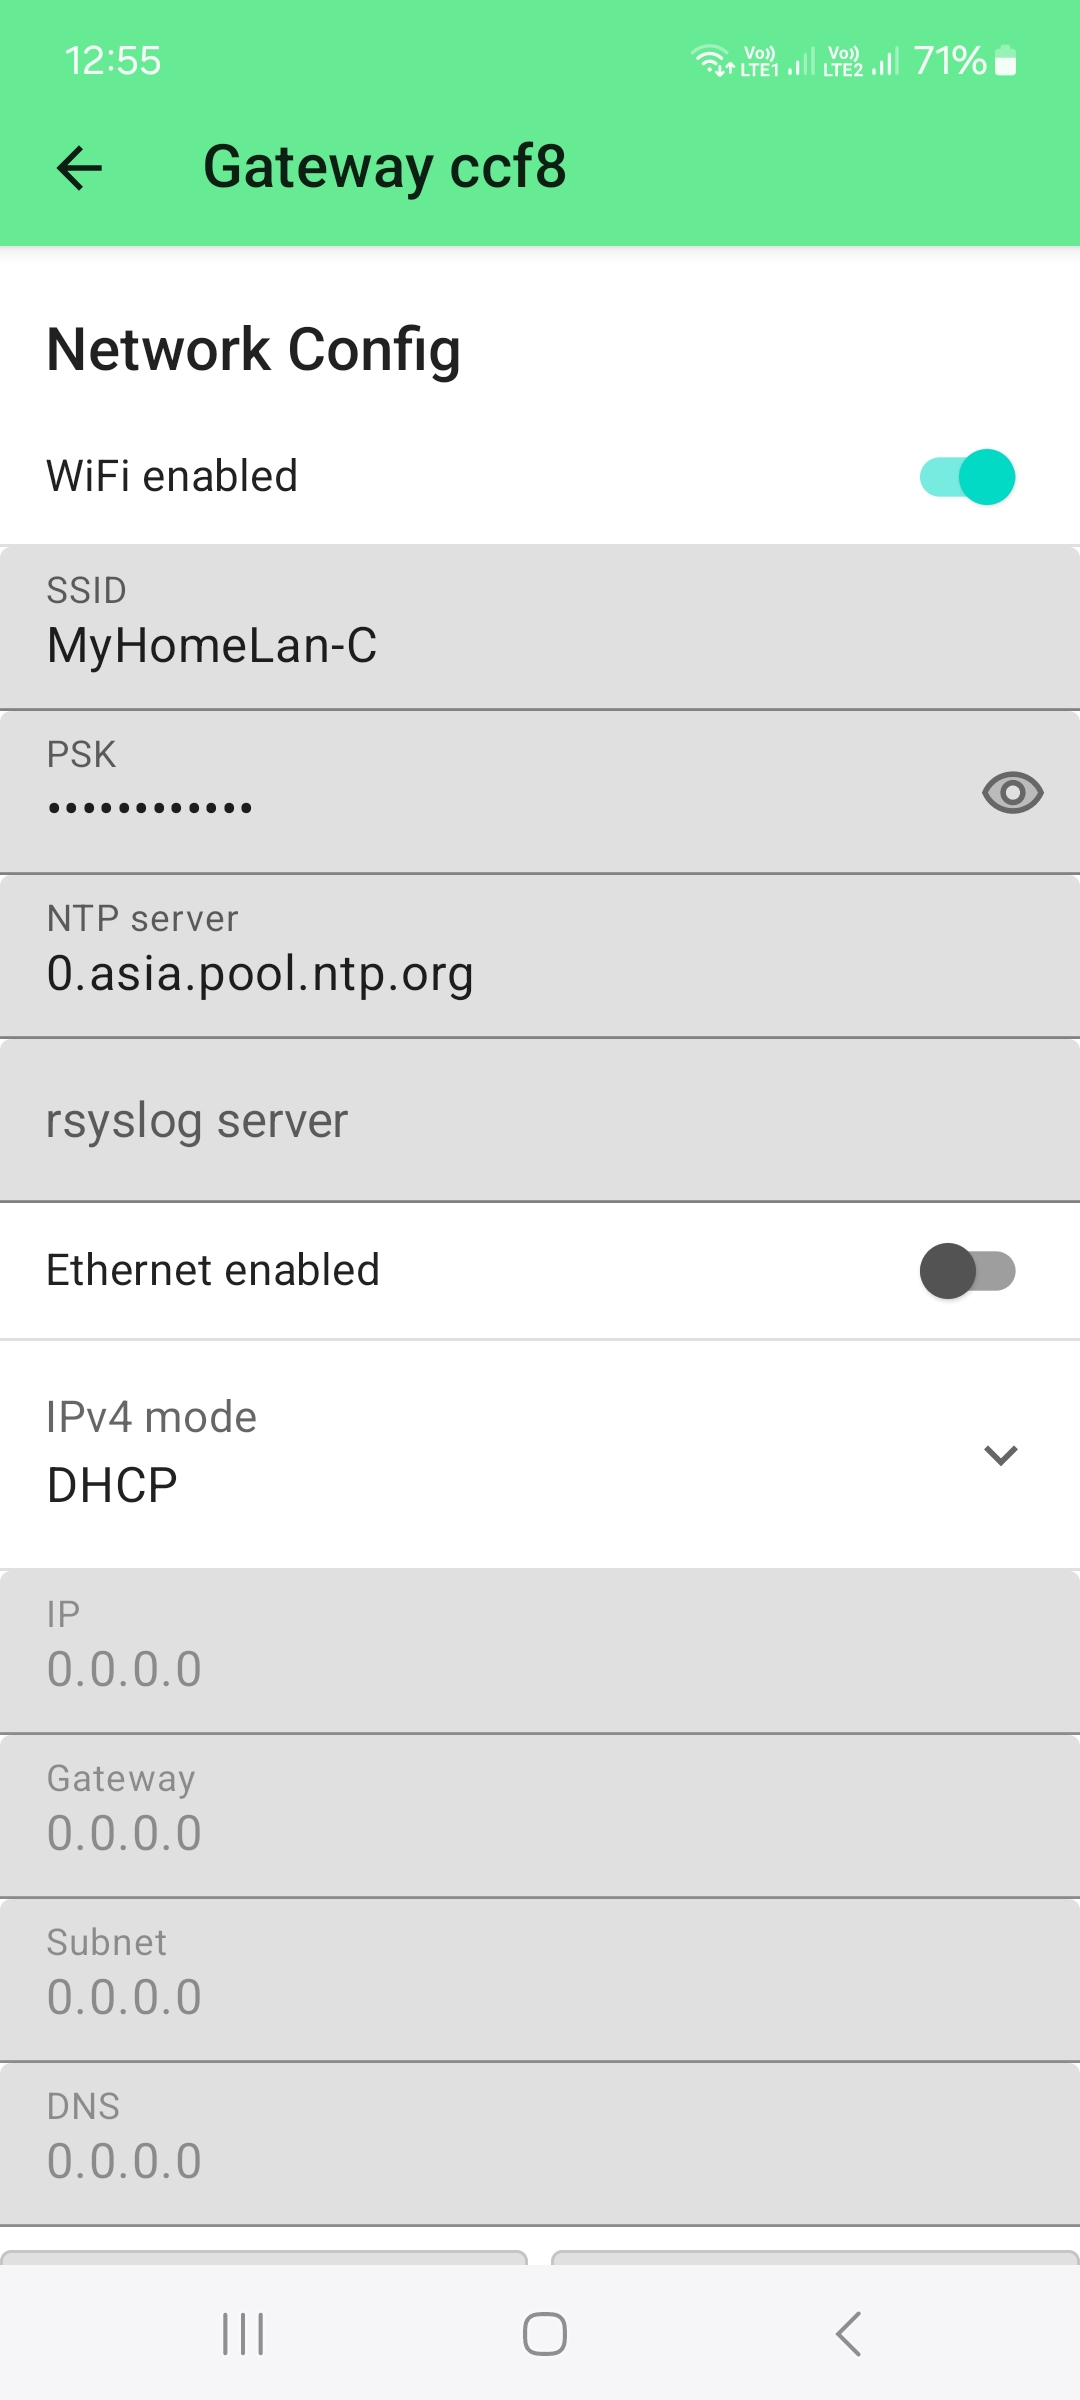 12:55
Vo)) LTE1 Vo)) LTE2 71%
Gateway ccf8
Network Config
WiFi enabled
SSID
MyHomeLan-C
PSK
••••••••••••
NTP server
0.asia.pool.ntp.org
rsyslog server
Ethernet enabled
IPv4 mode
DHCP
IP
0.0.0.0
Gateway
0.0.0.0
Subnet
0.0.0.0
DNS
0.0.0.0